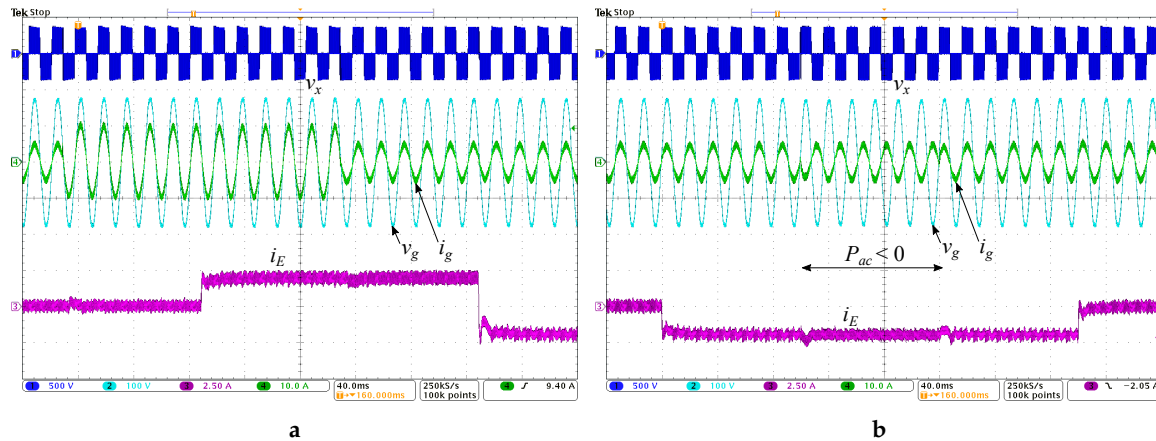 Tek Stop
T
1
v_x
4
v_g
i_g
i_E
3
1 500 V 2 100 V 3 2.50 A 4 10.0 A 40.0ms 250kS/s 4 9.40 A
T→▼160.000ms 100k points
a
Tek Stop
T
1
v_x
4
v_g
i_g
P_ac < 0
i_E
3
1 500 V 2 100 V 3 2.50 A 4 10.0 A 40.0ms 250kS/s 3 −2.05 A
T→▼160.000ms 100k points
b